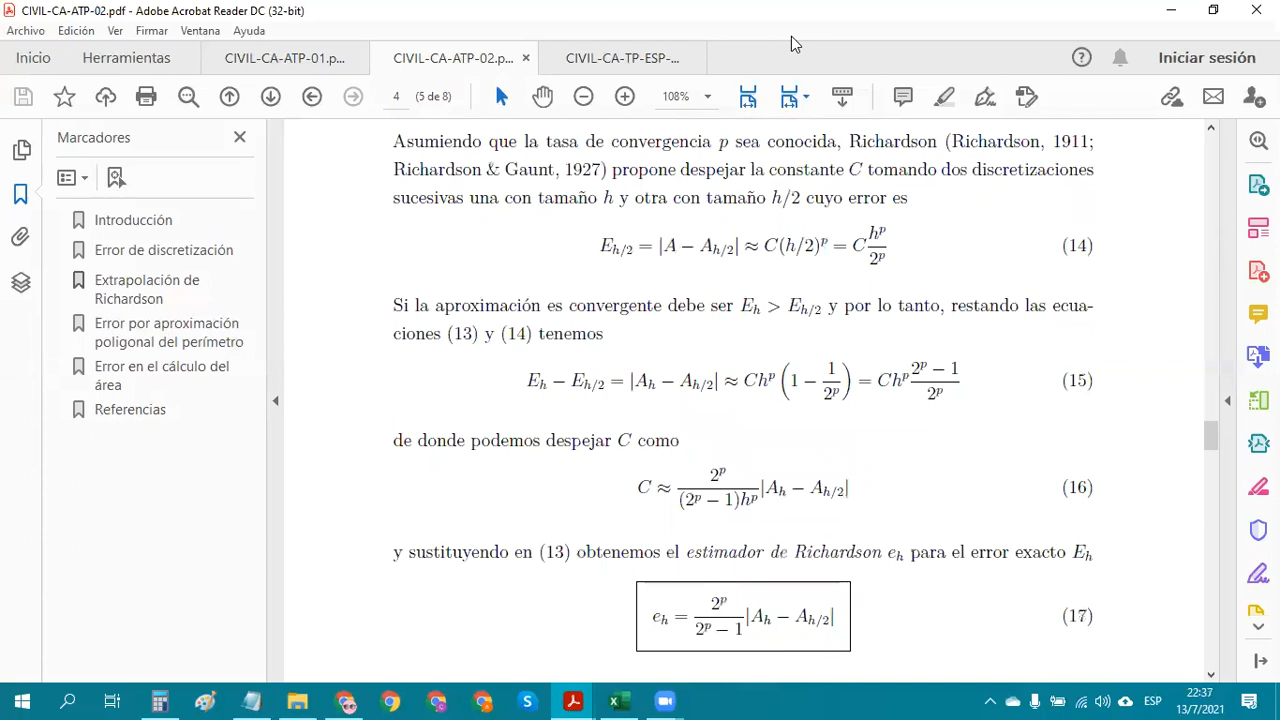 CIVIL-CA-ATP-02.pdf - Adobe Acrobat Reader DC (32-bit)
Archivo Edición Ver Firmar Ventana Ayuda
Inicio Herramientas CIVIL-CA-ATP-01.p... CIVIL-CA-ATP-02.p... × CIVIL-CA-TP-ESP-... Iniciar sesión
4 (5 de 8) 108%
Marcadores
Introducción
Error de discretización
Extrapolación de
Richardson
Error por aproximación
poligonal del perímetro
Error en el cálculo del
área
Referencias
Asumiendo que la tasa de convergencia p sea conocida, Richardson (Richardson, 1911;
Richardson & Gaunt, 1927) propone despejar la constante C tomando dos discretizaciones
sucesivas una con tamaño h y otra con tamaño h/2 cuyo error es
E_{h/2} = |A − A_{h/2}| ≈ C(h/2)^p = C h^p/2^p (14)
Si la aproximación es convergente debe ser E_h > E_{h/2} y por lo tanto, restando las ecua-
ciones (13) y (14) tenemos
E_h − E_{h/2} = |A_h − A_{h/2}| ≈ Ch^p (1 − 1/2^p) = Ch^p (2^p − 1)/2^p (15)
de donde podemos despejar C como
C ≈ 2^p/((2^p − 1)h^p) |A_h − A_{h/2}| (16)
y sustituyendo en (13) obtenemos el estimador de Richardson e_h para el error exacto E_h
e_h = 2^p/(2^p − 1) |A_h − A_{h/2}| (17)
ESP
22:37
13/7/2021